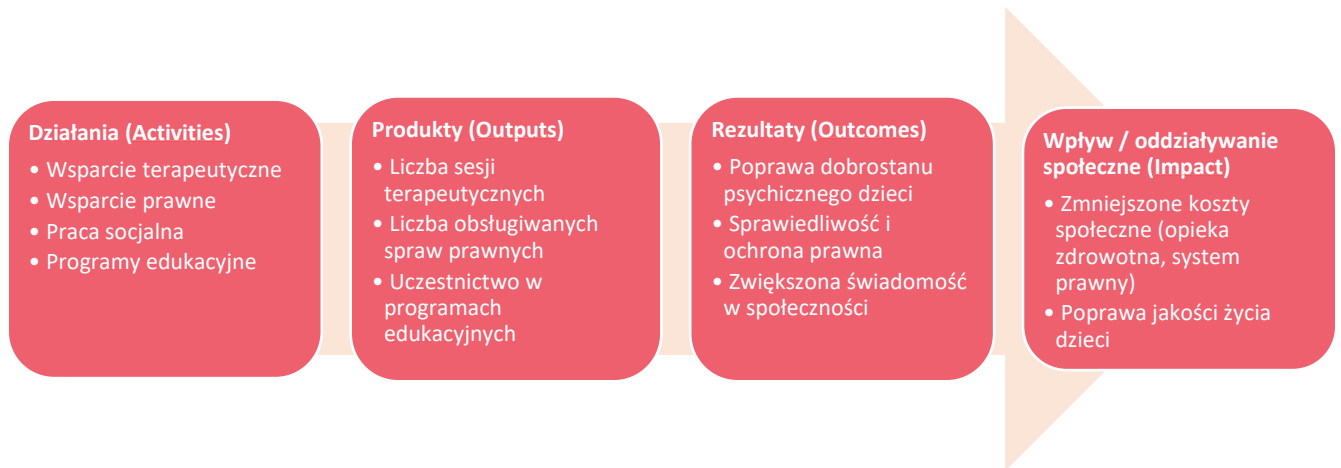 Działania (Activities)
• Wsparcie terapeutyczne
• Wsparcie prawne
• Praca socjalna
• Programy edukacyjne
Produkty (Outputs)
• Liczba sesji
terapeutycznych
• Liczba obsługiwanych
spraw prawnych
• Uczestnictwo w
programach
edukacyjnych
Rezultaty (Outcomes)
• Poprawa dobrostanu
psychicznego dzieci
• Sprawiedliwość i
ochrona prawna
• Zwiększona świadomość
w społeczności
Wpływ / oddziaływanie
społeczne (Impact)
• Zmniejszone koszty
społeczne (opieka
zdrowotna, system
prawny)
• Poprawa jakości życia
dzieci